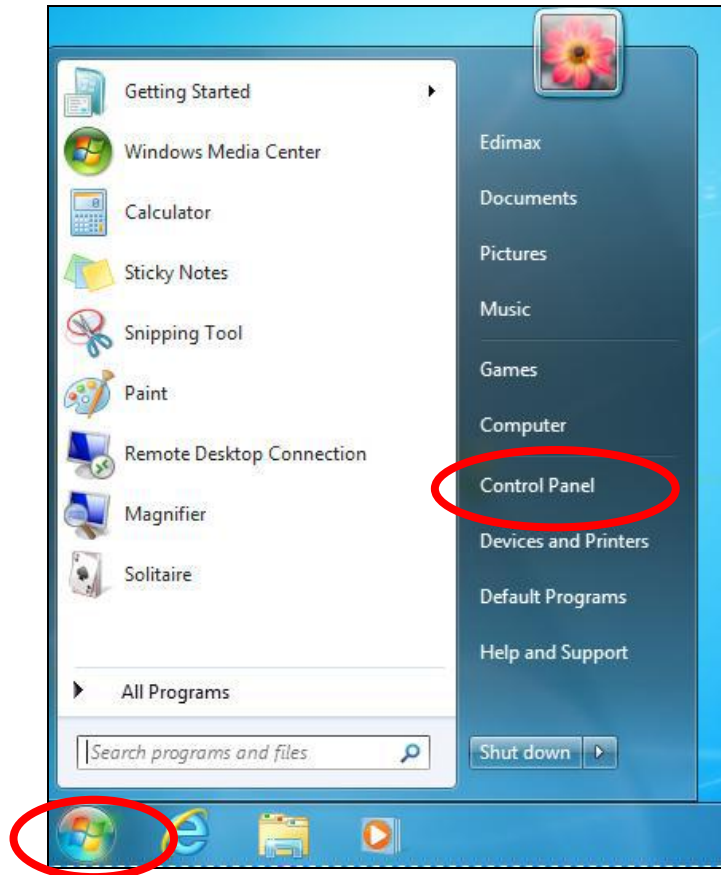 Getting Started
Windows Media Center
Calculator
Sticky Notes
Snipping Tool
Paint
Remote Desktop Connection
Magnifier
Solitaire
All Programs
Search programs and files
Edimax
Documents
Pictures
Music
Games
Computer
Control Panel
Devices and Printers
Default Programs
Help and Support
Shut down